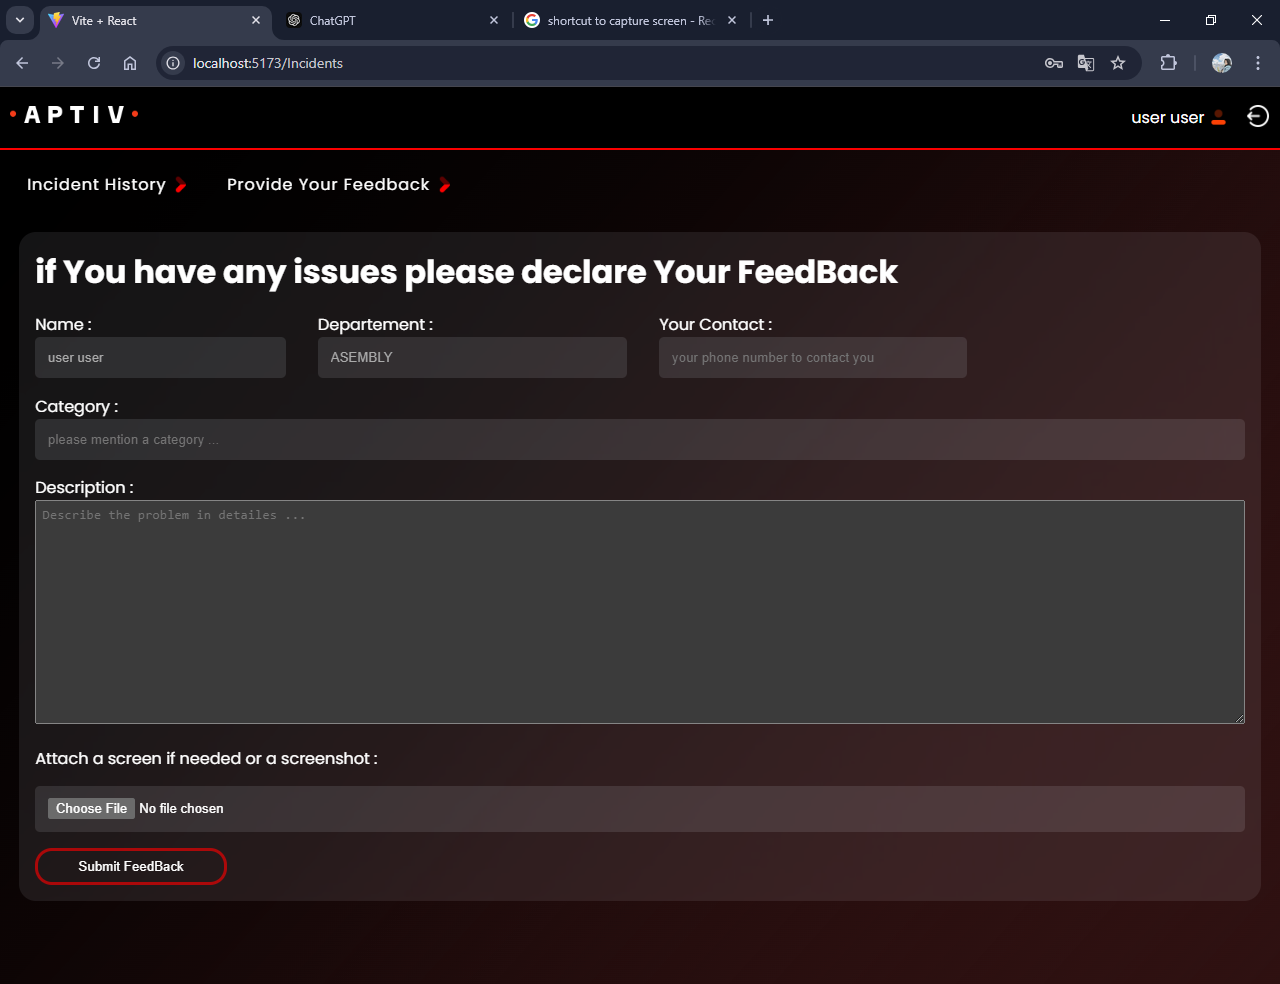 Vite + React
ChatGPT
shortcut to capture screen - Rec
localhost:5173/Incidents
APTIV
user user
Incident History
Provide Your Feedback
if You have any issues please declare Your FeedBack
Name :
Departement :
Your Contact :
user user
ASEMBLY
your phone number to contact you
Category :
please mention a category ...
Description :
Describe the problem in detailes ...
Attach a screen if needed or a screenshot :
Choose File No file chosen
Submit FeedBack